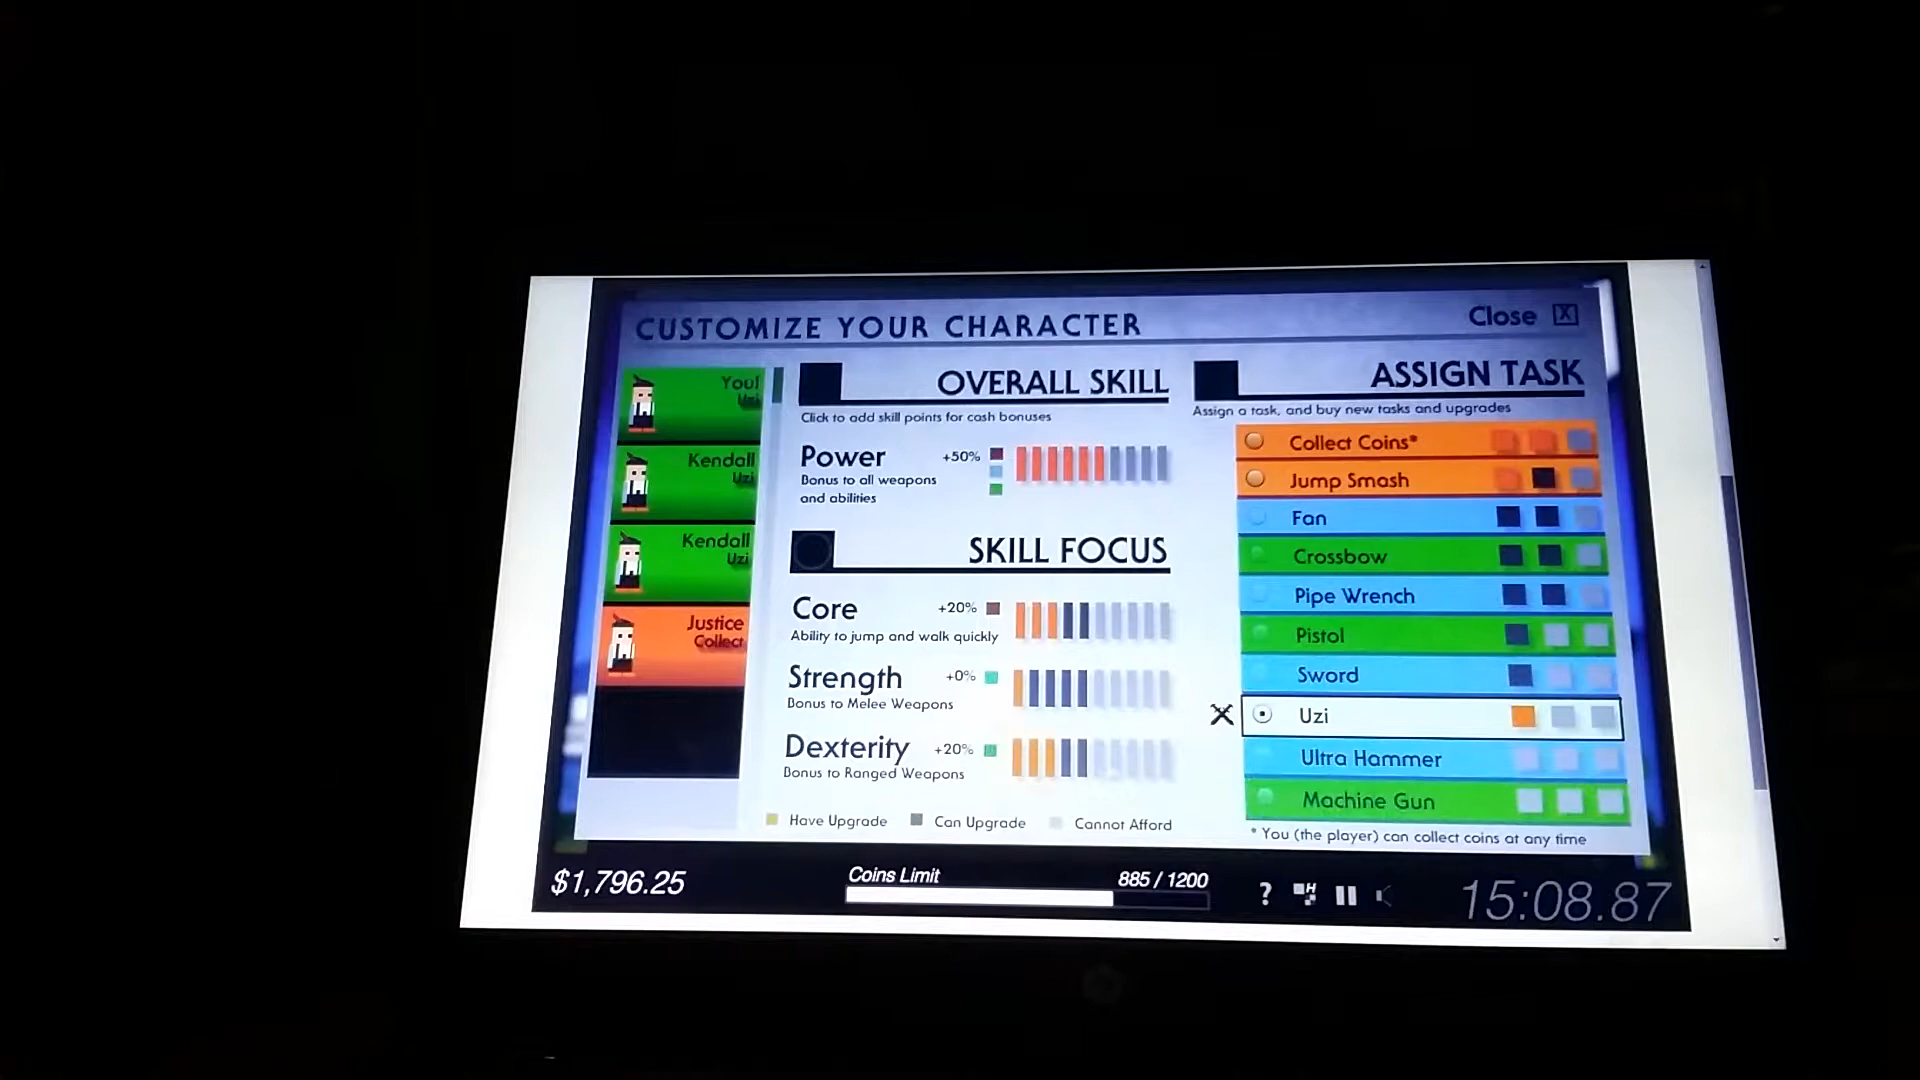 CUSTOMIZE YOUR CHARACTER
Close X
You!
Uzi
Kendall
Uzi
Kendall
Uzi
Justice
Collect
OVERALL SKILL
Click to add skill points for cash bonuses
Power +50%
Bonus to all weapons
and abilities
SKILL FOCUS
Core +20%
Ability to jump and walk quickly
Strength +0%
Bonus to Melee Weapons
Dexterity +20%
Bonus to Ranged Weapons
Have Upgrade Can Upgrade Cannot Afford
ASSIGN TASK
Assign a task, and buy new tasks and upgrades
Collect Coins*
Jump Smash
Fan
Crossbow
Pipe Wrench
Pistol
Sword
Uzi
Ultra Hammer
Machine Gun
* You (the player) can collect coins at any time
$1,796.25
Coins Limit 885 / 1200
? H
15:08.87